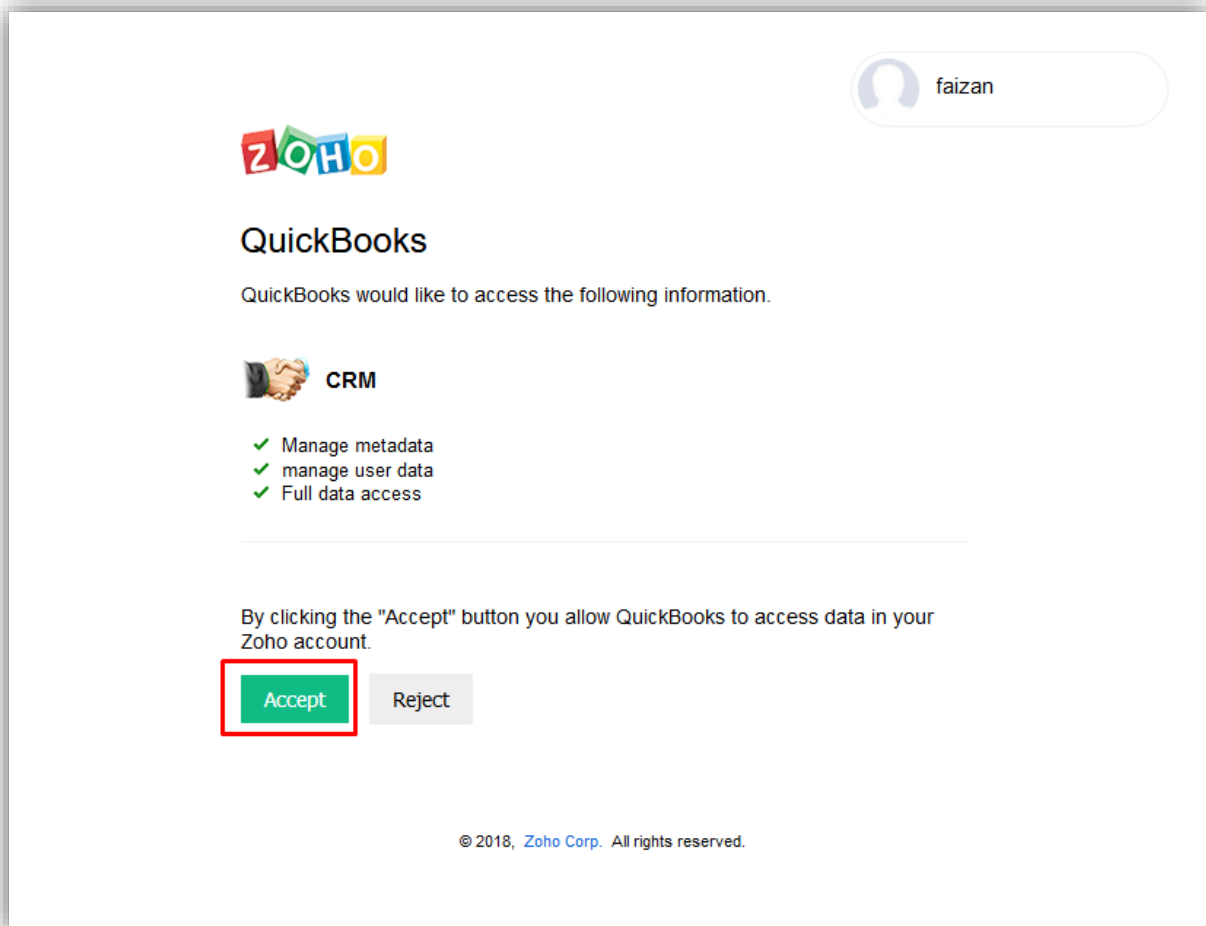 faizan
ZOHO
QuickBooks
QuickBooks would like to access the following information.
CRM
Manage metadata
manage user data
Full data access
By clicking the "Accept" button you allow QuickBooks to access data in your
Zoho account.
Accept Reject
© 2018, Zoho Corp. All rights reserved.